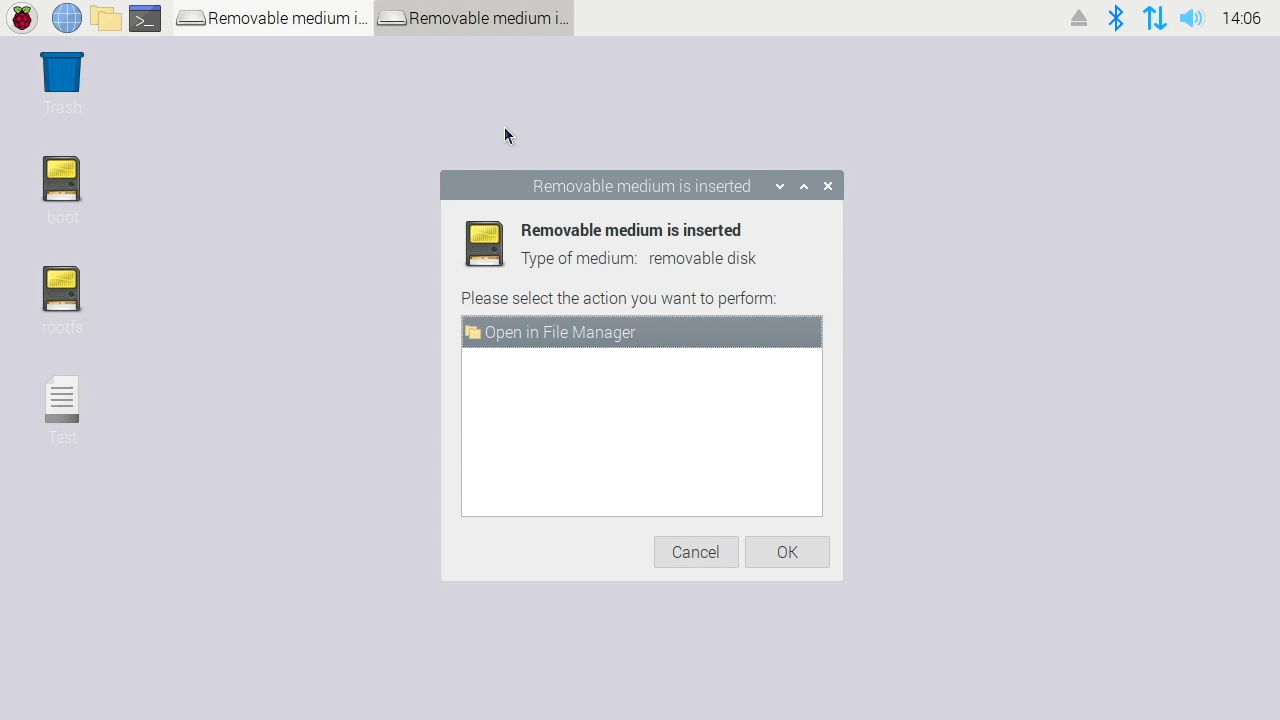 Removable medium i...
Removable medium i...
14:06
Trash
boot
rootfs
Test
Removable medium is inserted
Removable medium is inserted
Type of medium: removable disk
Please select the action you want to perform:
Open in File Manager
Cancel
OK